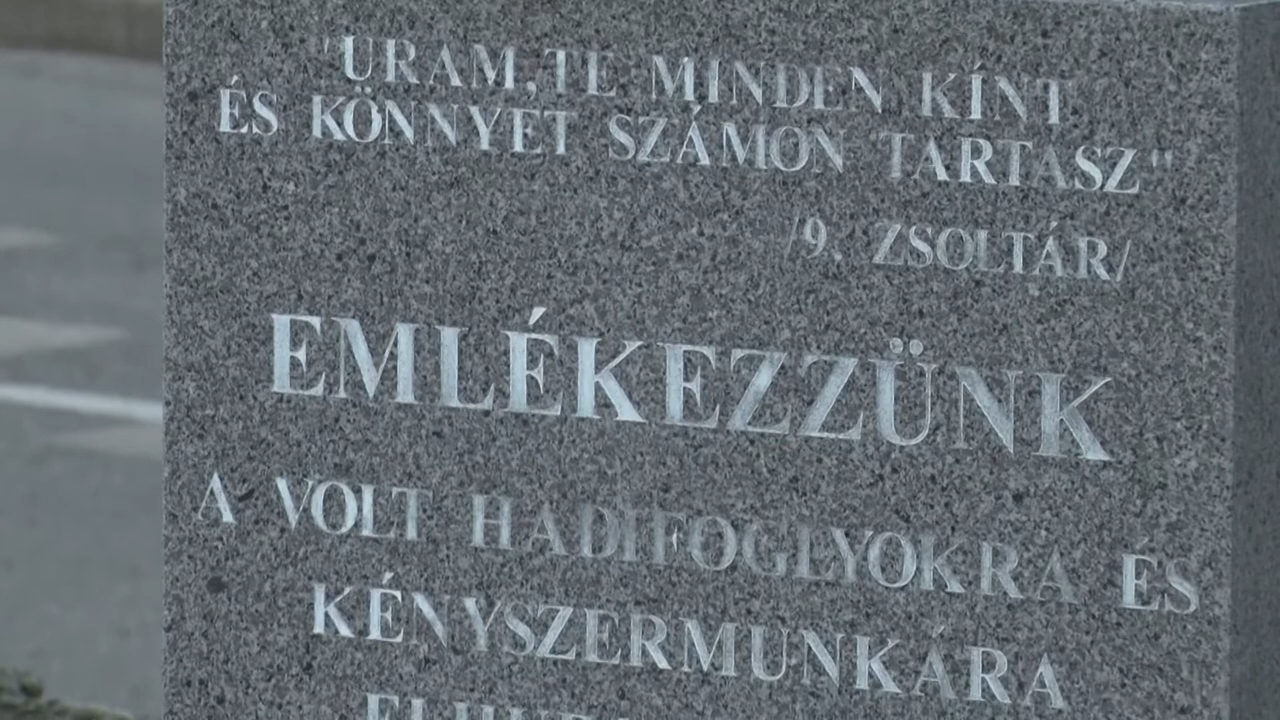 "URAM, TE MINDEN KÍNT
ÉS KÖNNYET SZÁMON TARTASZ"
/9. ZSOLTÁR/
EMLÉKEZZÜNK
A VOLT HADIFOGLYOKRA ÉS
KÉNYSZERMUNKÁRA